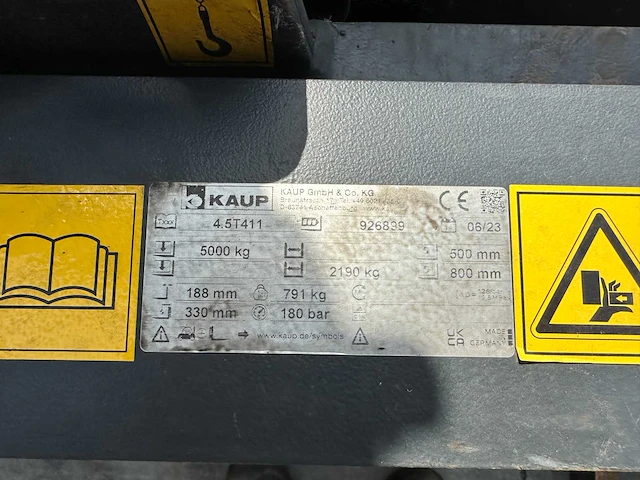 KAUP
KAUP GmbH & Co. KG
CE
4.5T411 926839 06/23
5000 kg 500 mm
2190 kg 800 mm
188 mm 791 kg
330 mm 180 bar
www.kaup.de/symbols
UK CA
MADE
GERMANY